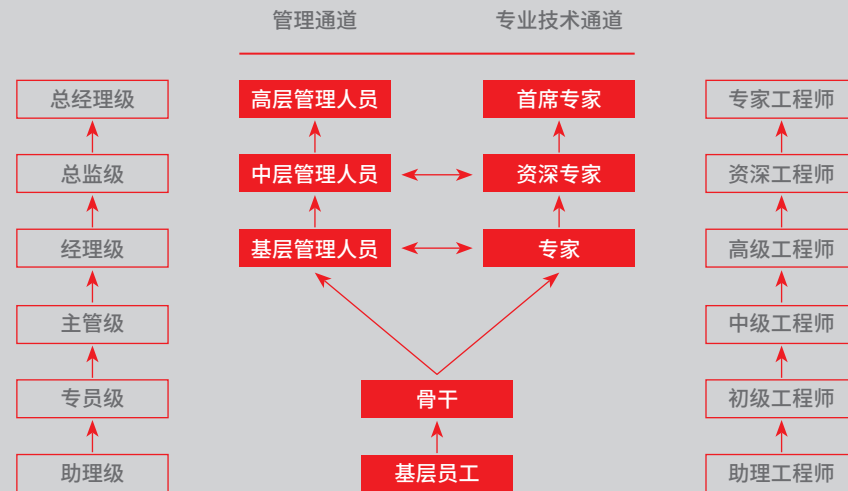 管理通道 专业技术通道
总经理级 高层管理人员 首席专家 专家工程师
总监级 中层管理人员 资深专家 资深工程师
经理级 基层管理人员 专家 高级工程师
主管级 中级工程师
专员级 骨干 初级工程师
助理级 基层员工 助理工程师